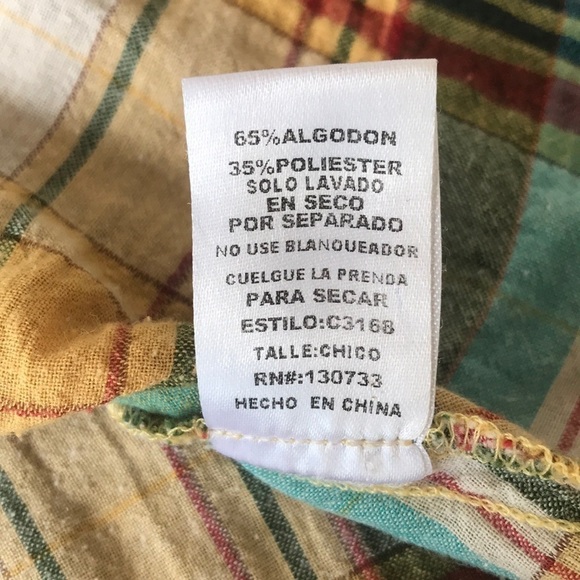 65%ALGODON
35%POLIESTER
SOLO LAVADO
EN SECO
POR SEPARADO
NO USE BLANQUEADOR
CUELGUE LA PRENDA
PARA SECAR
ESTILO:C3168
TALLE:CHICO
RN#:130733
HECHO EN CHINA